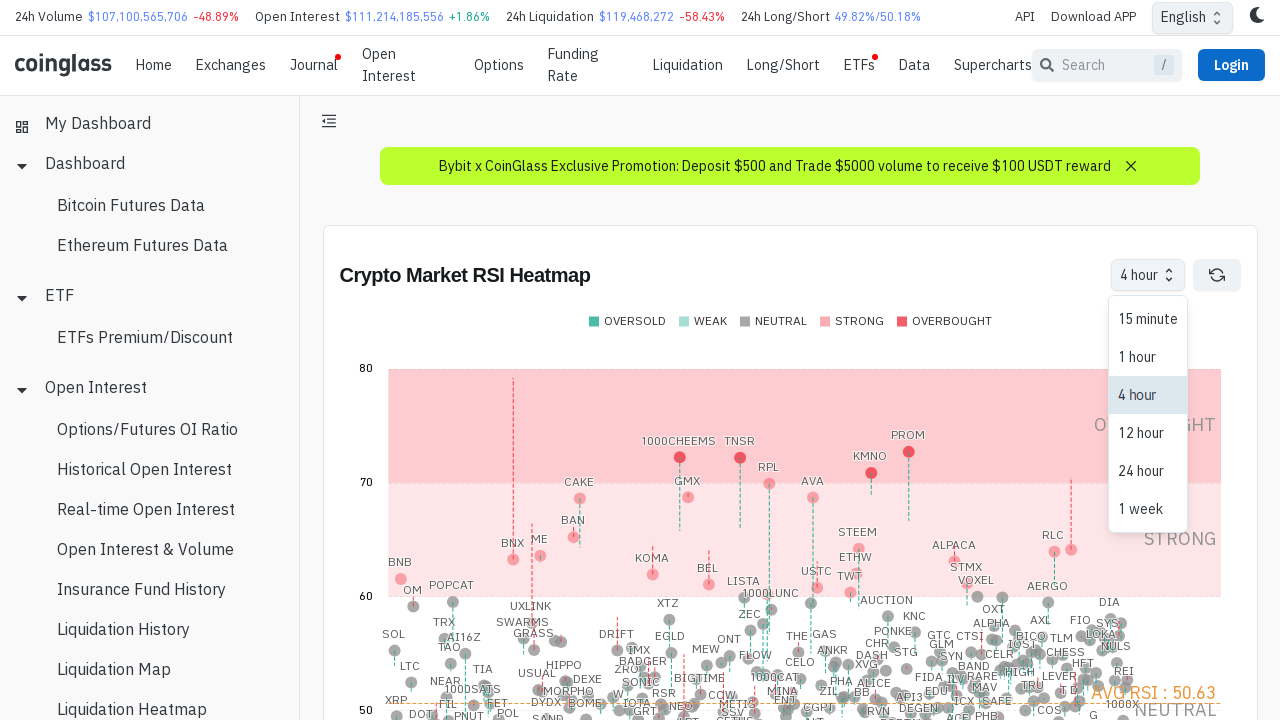 24h Volume $107,100,565,706 -48.89% Open Interest $111,214,185,556 +1.86% 24h Liquidation $119,468,272 -58.43% 24h Long/Short 49.82%/50.18% API Download APP English
coinglass Home Exchanges Journal Open Interest Options Funding Rate Liquidation Long/Short ETFs Data Supercharts Search / Login
My Dashboard
Dashboard
Bitcoin Futures Data
Ethereum Futures Data
ETF
ETFs Premium/Discount
Open Interest
Options/Futures OI Ratio
Historical Open Interest
Real-time Open Interest
Open Interest & Volume
Insurance Fund History
Liquidation History
Liquidation Map
Liquidation Heatmap
Bybit x CoinGlass Exclusive Promotion: Deposit $500 and Trade $5000 volume to receive $100 USDT reward
Crypto Market RSI Heatmap
4 hour
15 minute
1 hour
4 hour
12 hour
24 hour
1 week
OVERSOLD WEAK NEUTRAL STRONG OVERBOUGHT
80
1000CHEEMS TNSR PROM
KMNO
RPL
70
CAKE GMX AVA
BAN
STEEM
BNX ME ALPACA RLC
STRONG
BNB KOMA BEL USTC ETHW
TWT STMX
OM POPCAT LISTA VOXEL AERGO
60
1000LUNC AUCTION DIA
UXLINK XTZ ZEC KNC OXT
TRX SWARMS ALPHA AXL FIO SYS
SOL AI16Z GRASS DRIFT EGLD ONT THE GAS PONKE GTC CTSI BICO TLM LOKA
TAO IMX MEW FLOW ANKR CHR GLM IOST NULS
LTC HIPPO BADGER CELO DASH STG SYN CELR CHESS
TIA USUAL ZRO XVG BAND HIGH HFT REI
NEAR DEXE SONIC BIGTIME 1000CAT PHA ALICE FIDA ILV RARE LEVER
1000SATS MORPHO RSR COW MINA ZIL BB EDU MAV TRU
AVG RSI : 50.63
XRP FIL FET DYDX BOME IOTA NEO METIS CGPT API3 ICX SAFE 1000X
NEUTRAL
50
DOT PNUT POL SAND GRT RVN DEGEN ACE PHB COS G